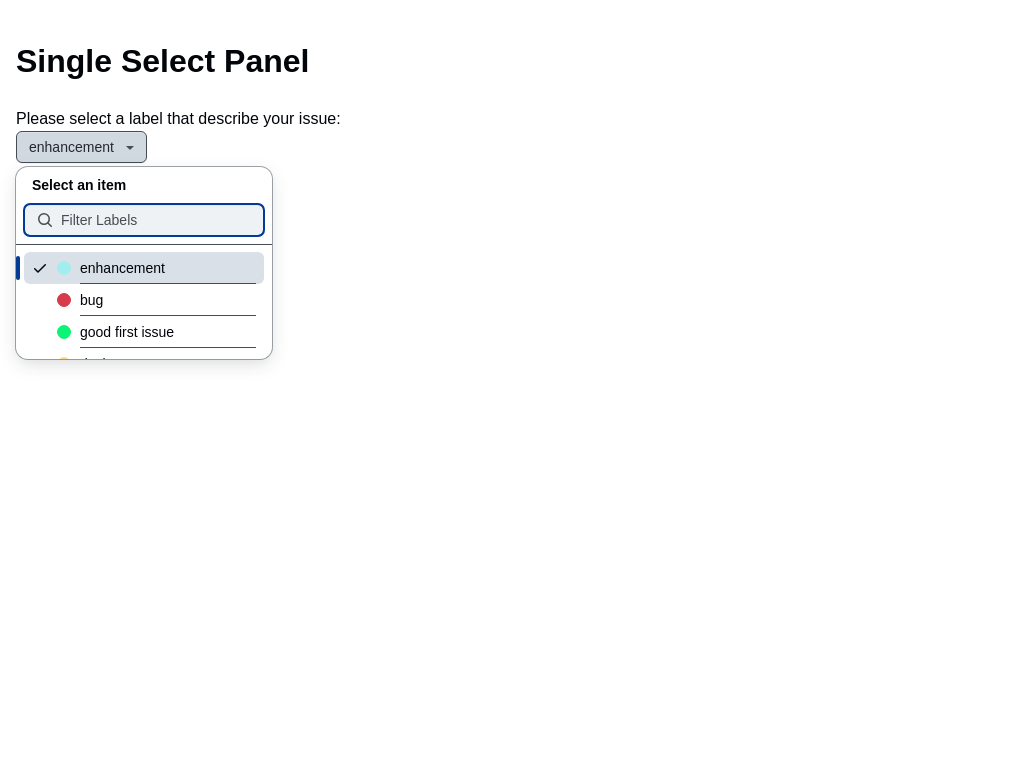 Single Select Panel
Please select a label that describe your issue:
enhancement
Select an item
Filter Labels
enhancement
bug
good first issue